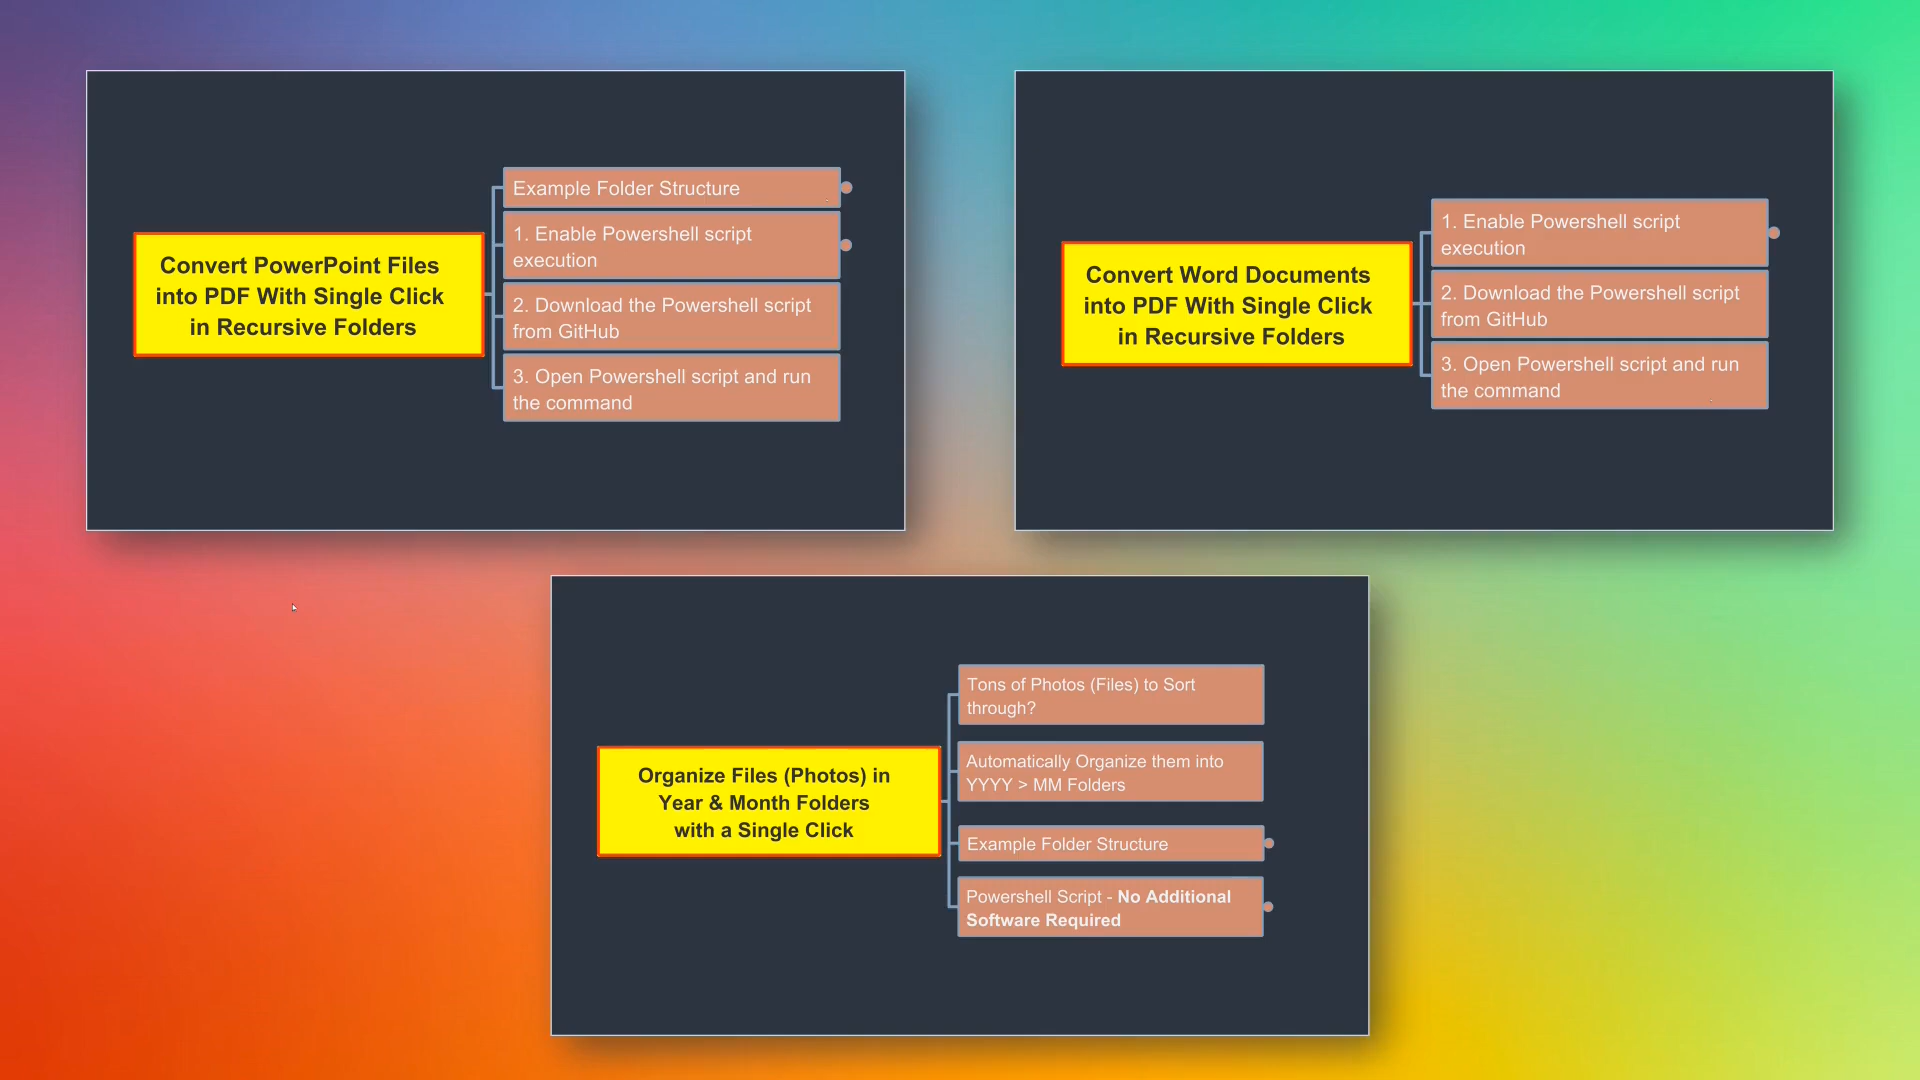 Convert PowerPoint Files
into PDF With Single Click
in Recursive Folders
Example Folder Structure
1. Enable Powershell script
execution
2. Download the Powershell script
from GitHub
3. Open Powershell script and run
the command
Convert Word Documents
into PDF With Single Click
in Recursive Folders
1. Enable Powershell script
execution
2. Download the Powershell script
from GitHub
3. Open Powershell script and run
the command
Organize Files (Photos) in
Year & Month Folders
with a Single Click
Tons of Photos (Files) to Sort
through?
Automatically Organize them into
YYYY > MM Folders
Example Folder Structure
Powershell Script - No Additional
Software Required